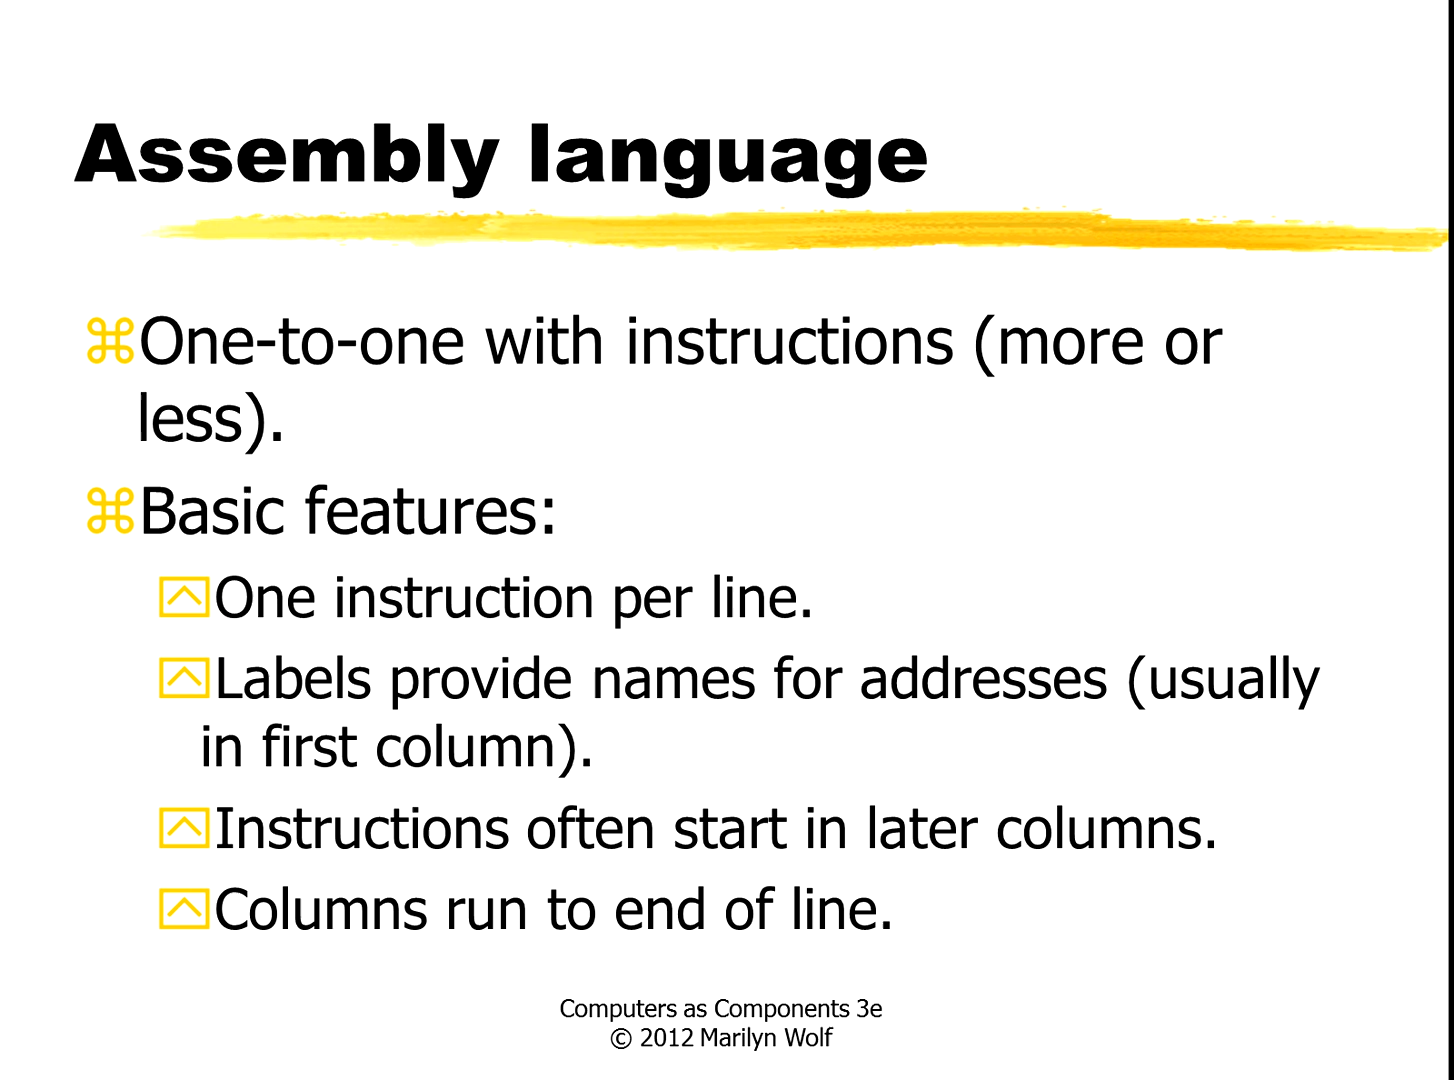 Assembly language
⌘One-to-one with instructions (more or
less).
⌘Basic features:
One instruction per line.
Labels provide names for addresses (usually
in first column).
Instructions often start in later columns.
Columns run to end of line.
Computers as Components 3e
© 2012 Marilyn Wolf